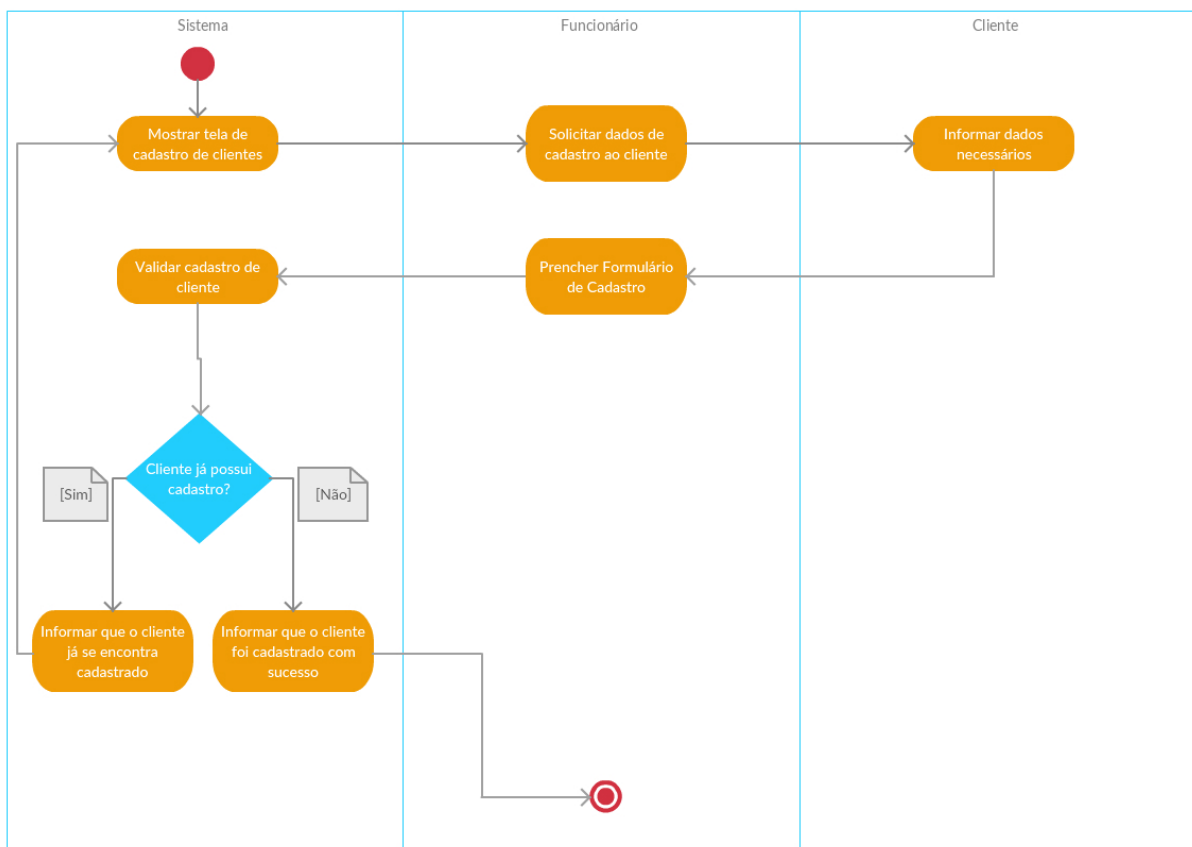 Sistema
Funcionário
Cliente
Mostrar tela de
cadastro de clientes
Solicitar dados de
cadastro ao cliente
Informar dados
necessários
Validar cadastro de
cliente
Prencher Formulário
de Cadastro
Cliente já possui
cadastro?
[Sim]
[Não]
Informar que o cliente
já se encontra
cadastrado
Informar que o cliente
foi cadastrado com
sucesso